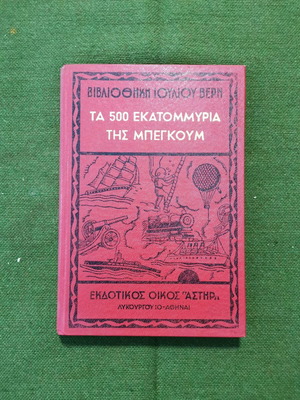 ΒΙΒΛΙΟΘΗΚΗ ΙΟΥΛΙΟΥ ΒΕΡΝ
ΤΑ 500 ΕΚΑΤΟΜΜΥΡΙΑ
ΤΗΣ ΜΠΕΓΚΟΥΜ
ΕΚΔΟΤΙΚΟΣ ΟΙΚΟΣ "ΑΣΤΗΡ„
ΛΥΚΟΥΡΓΟΥ 10-ΑΘΗΝΑΙ